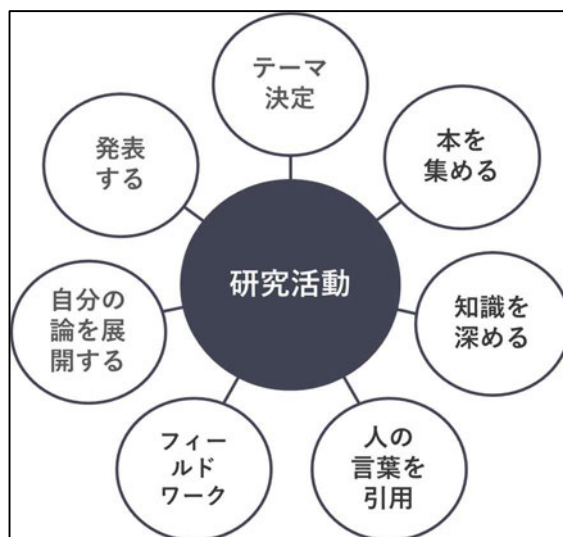 テーマ
決定
本を
集める
知識を
深める
人の
言葉を
引用
フィー
ルド
ワーク
自分の
論を展
開する
発表
する
研究活動